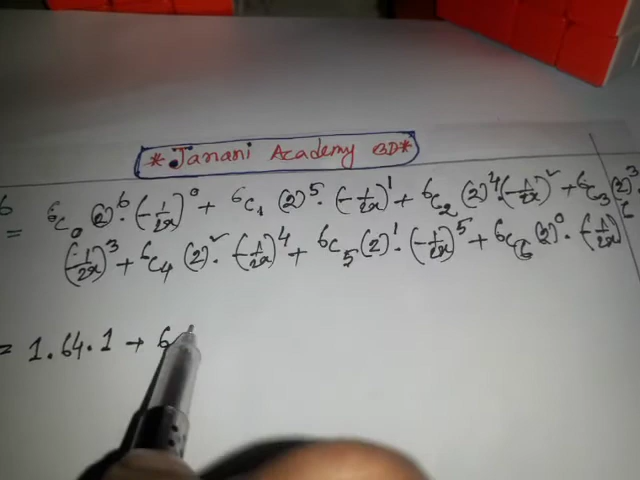 * Janani Academy BD *
6
= ⁶C₀ (2)⁶·(-1/2x)⁰ + ⁶C₁ (2)⁵·(-1/2x)¹ + ⁶C₂ (2)⁴·(-1/2x)² + ⁶C₃ (2)³·
(-1/2x)³ + ⁶C₄ (2)²·(-1/2x)⁴ + ⁶C₅ (2)¹·(-1/2x)⁵ + ⁶C₆ (2)⁰·(-1/2x)⁶
= 1.64.1 + 6